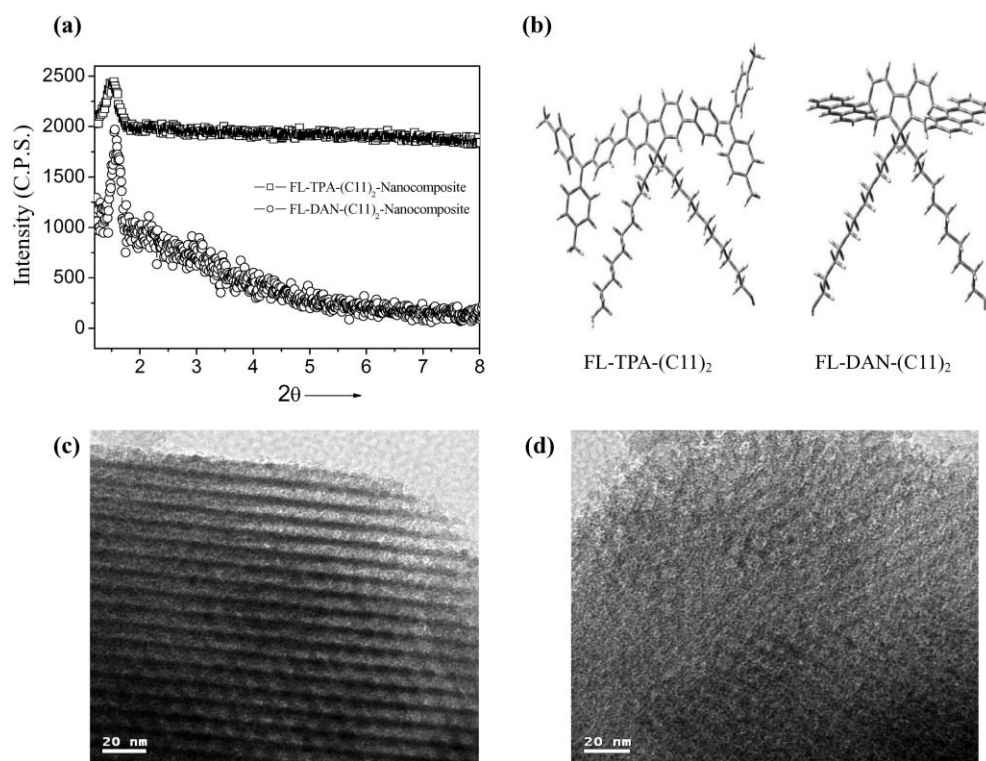 (a)
Intensity (C.P.S.)
2500
2000
1500
1000
500
0
FL-TPA-(C11)₂-Nanocomposite
FL-DAN-(C11)₂-Nanocomposite
2 3 4 5 6 7 8
2θ
(b)
FL-TPA-(C11)₂ FL-DAN-(C11)₂
(c)
20 nm
(d)
20 nm